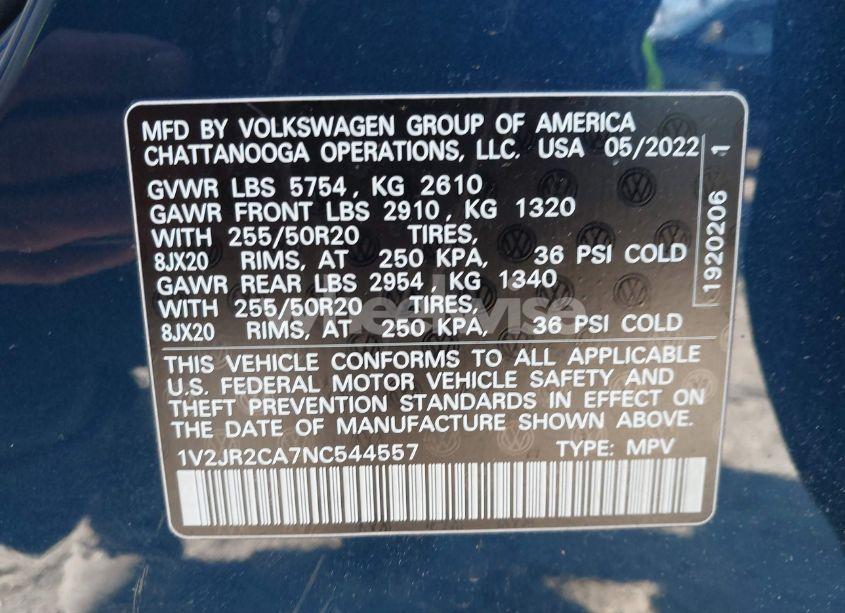 MFD BY VOLKSWAGEN GROUP OF AMERICA
CHATTANOOGA OPERATIONS, LLC. USA 05/2022
GVWR LBS 5754, KG 2610
GAWR FRONT LBS 2910, KG 1320
WITH 255/50R20 TIRES,
8JX20 RIMS, AT 250 KPA, 36 PSI COLD
GAWR REAR LBS 2954, KG 1340
WITH 255/50R20 TIRES,
8JX20 RIMS, AT 250 KPA, 36 PSI COLD
1920206 1
THIS VEHICLE CONFORMS TO ALL APPLICABLE
U.S. FEDERAL MOTOR VEHICLE SAFETY AND
THEFT PREVENTION STANDARDS IN EFFECT ON
THE DATE OF MANUFACTURE SHOWN ABOVE.
1V2JR2CA7NC544557 TYPE: MPV